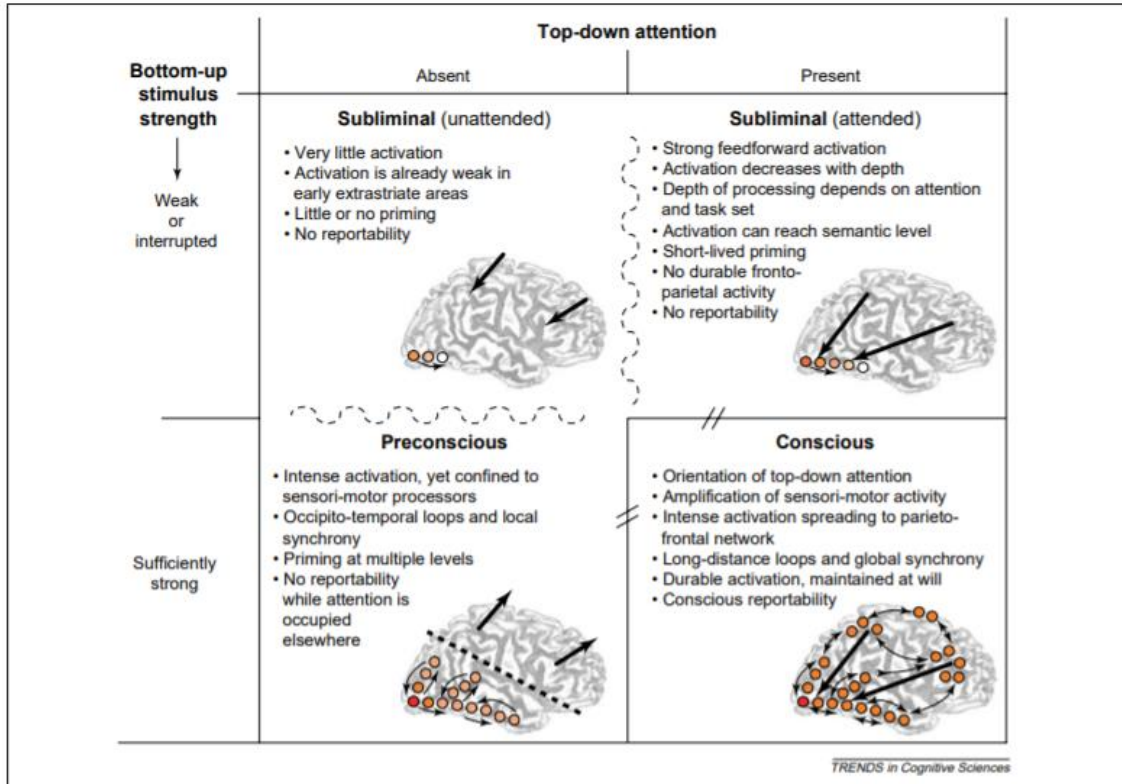 Top-down attention
Bottom-up
stimulus
strength
Absent
Present
Weak
or
interrupted
Subliminal (unattended)
• Very little activation
• Activation is already weak in
early extrastriate areas
• Little or no priming
• No reportability
Subliminal (attended)
• Strong feedforward activation
• Activation decreases with depth
• Depth of processing depends on attention
and task set
• Activation can reach semantic level
• Short-lived priming
• No durable fronto-
parietal activity
• No reportability
Sufficiently
strong
Preconscious
• Intense activation, yet confined to
sensori-motor processors
• Occipito-temporal loops and local
synchrony
• Priming at multiple levels
• No reportability
while attention is
occupied
elsewhere
Conscious
• Orientation of top-down attention
• Amplification of sensori-motor activity
• Intense activation spreading to parieto-
frontal network
• Long-distance loops and global synchrony
• Durable activation, maintained at will
• Conscious reportability
TRENDS in Cognitive Sciences